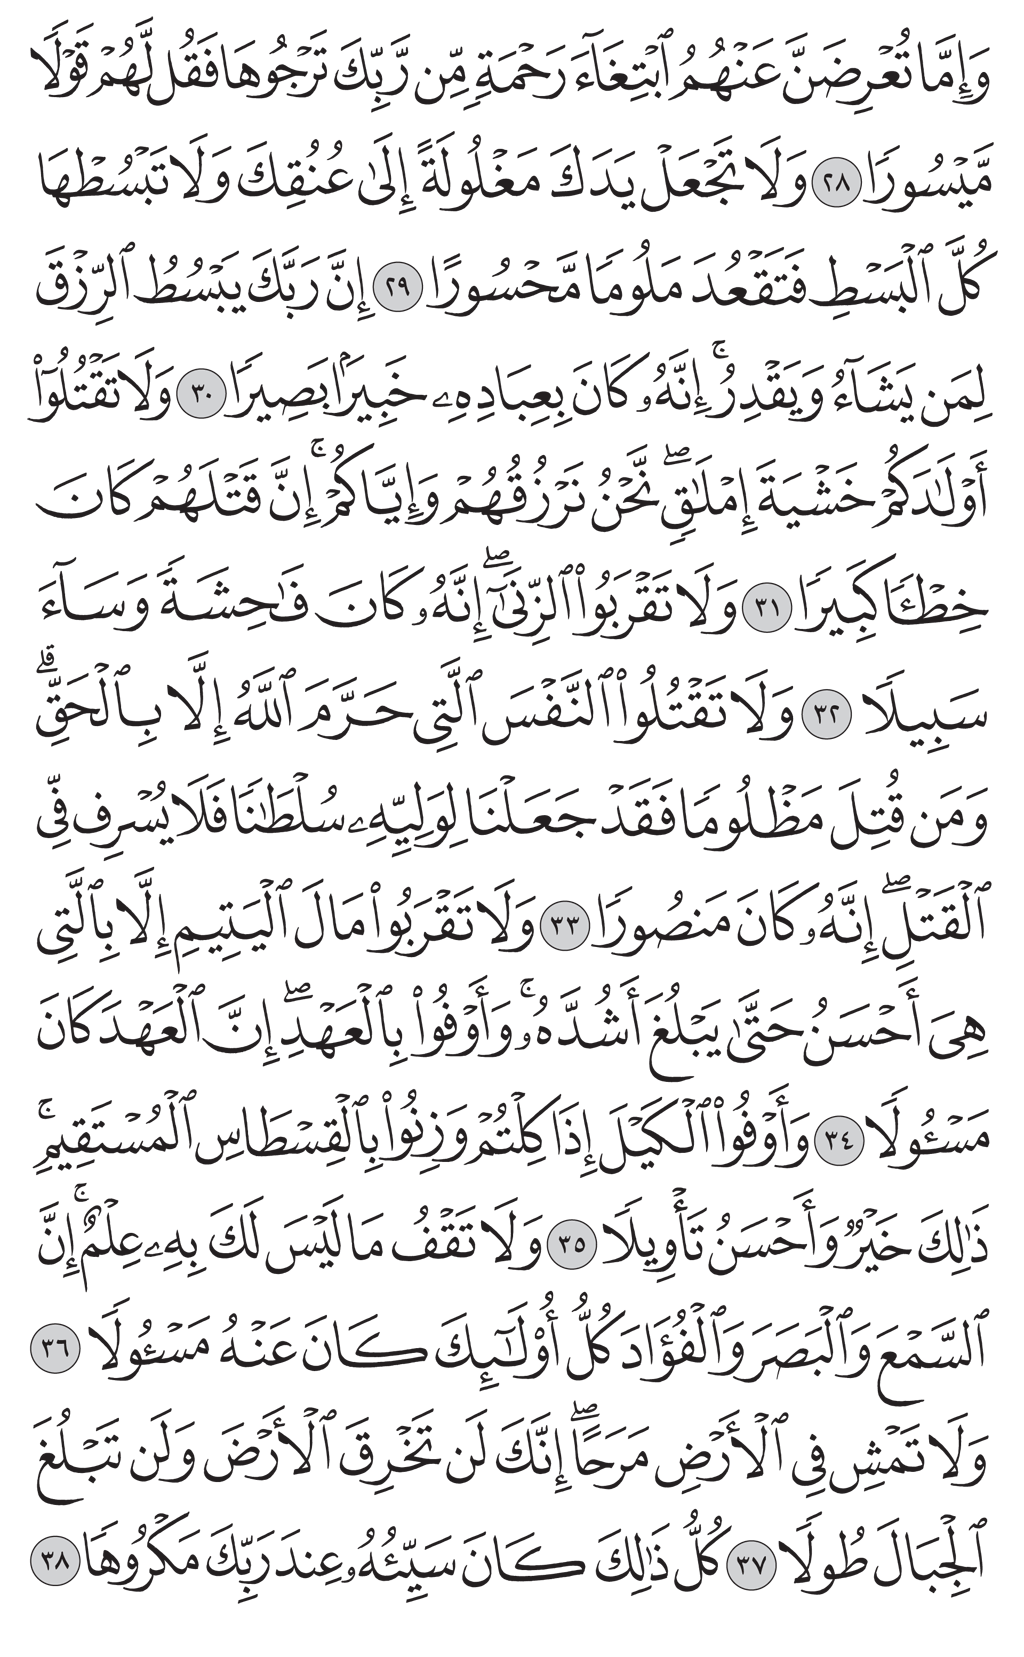 وَإِمَّا تُعْرِضَنَّ عَنْهُمُ ٱبْتِغَآءَ رَحْمَةٍ مِّن رَّبِّكَ تَرْجُوهَا فَقُل لَّهُمْ قَوْلًا
مَّيْسُورًا ٢٨ وَلَا تَجْعَلْ يَدَكَ مَغْلُولَةً إِلَىٰ عُنُقِكَ وَلَا تَبْسُطْهَا
كُلَّ ٱلْبَسْطِ فَتَقْعُدَ مَلُومًا مَّحْسُورًا ٢٩ إِنَّ رَبَّكَ يَبْسُطُ ٱلرِّزْقَ
لِمَن يَشَآءُ وَيَقْدِرُ ۚ إِنَّهُۥ كَانَ بِعِبَادِهِۦ خَبِيرًۢا بَصِيرًا ٣٠ وَلَا تَقْتُلُوٓا۟
أَوْلَٰدَكُمْ خَشْيَةَ إِمْلَٰقٍ ۖ نَّحْنُ نَرْزُقُهُمْ وَإِيَّاكُمْ ۚ إِنَّ قَتْلَهُمْ كَانَ
خِطْـًٔا كَبِيرًا ٣١ وَلَا تَقْرَبُوا۟ ٱلزِّنَىٰٓ ۖ إِنَّهُۥ كَانَ فَٰحِشَةً وَسَآءَ
سَبِيلًا ٣٢ وَلَا تَقْتُلُوا۟ ٱلنَّفْسَ ٱلَّتِى حَرَّمَ ٱللَّهُ إِلَّا بِٱلْحَقِّ ۗ
وَمَن قُتِلَ مَظْلُومًا فَقَدْ جَعَلْنَا لِوَلِيِّهِۦ سُلْطَٰنًا فَلَا يُسْرِف فِّى
ٱلْقَتْلِ ۖ إِنَّهُۥ كَانَ مَنصُورًا ٣٣ وَلَا تَقْرَبُوا۟ مَالَ ٱلْيَتِيمِ إِلَّا بِٱلَّتِى
هِىَ أَحْسَنُ حَتَّىٰ يَبْلُغَ أَشُدَّهُۥ ۚ وَأَوْفُوا۟ بِٱلْعَهْدِ ۖ إِنَّ ٱلْعَهْدَ كَانَ
مَسْـُٔولًا ٣٤ وَأَوْفُوا۟ ٱلْكَيْلَ إِذَا كِلْتُمْ وَزِنُوا۟ بِٱلْقِسْطَاسِ ٱلْمُسْتَقِيمِ ۚ
ذَٰلِكَ خَيْرٌ وَأَحْسَنُ تَأْوِيلًا ٣٥ وَلَا تَقْفُ مَا لَيْسَ لَكَ بِهِۦ عِلْمٌ ۚ إِنَّ
ٱلسَّمْعَ وَٱلْبَصَرَ وَٱلْفُؤَادَ كُلُّ أُو۟لَٰٓئِكَ كَانَ عَنْهُ مَسْـُٔولًا ٣٦
وَلَا تَمْشِ فِى ٱلْأَرْضِ مَرَحًا ۖ إِنَّكَ لَن تَخْرِقَ ٱلْأَرْضَ وَلَن تَبْلُغَ
ٱلْجِبَالَ طُولًا ٣٧ كُلُّ ذَٰلِكَ كَانَ سَيِّئُهُۥ عِندَ رَبِّكَ مَكْرُوهًا ٣٨